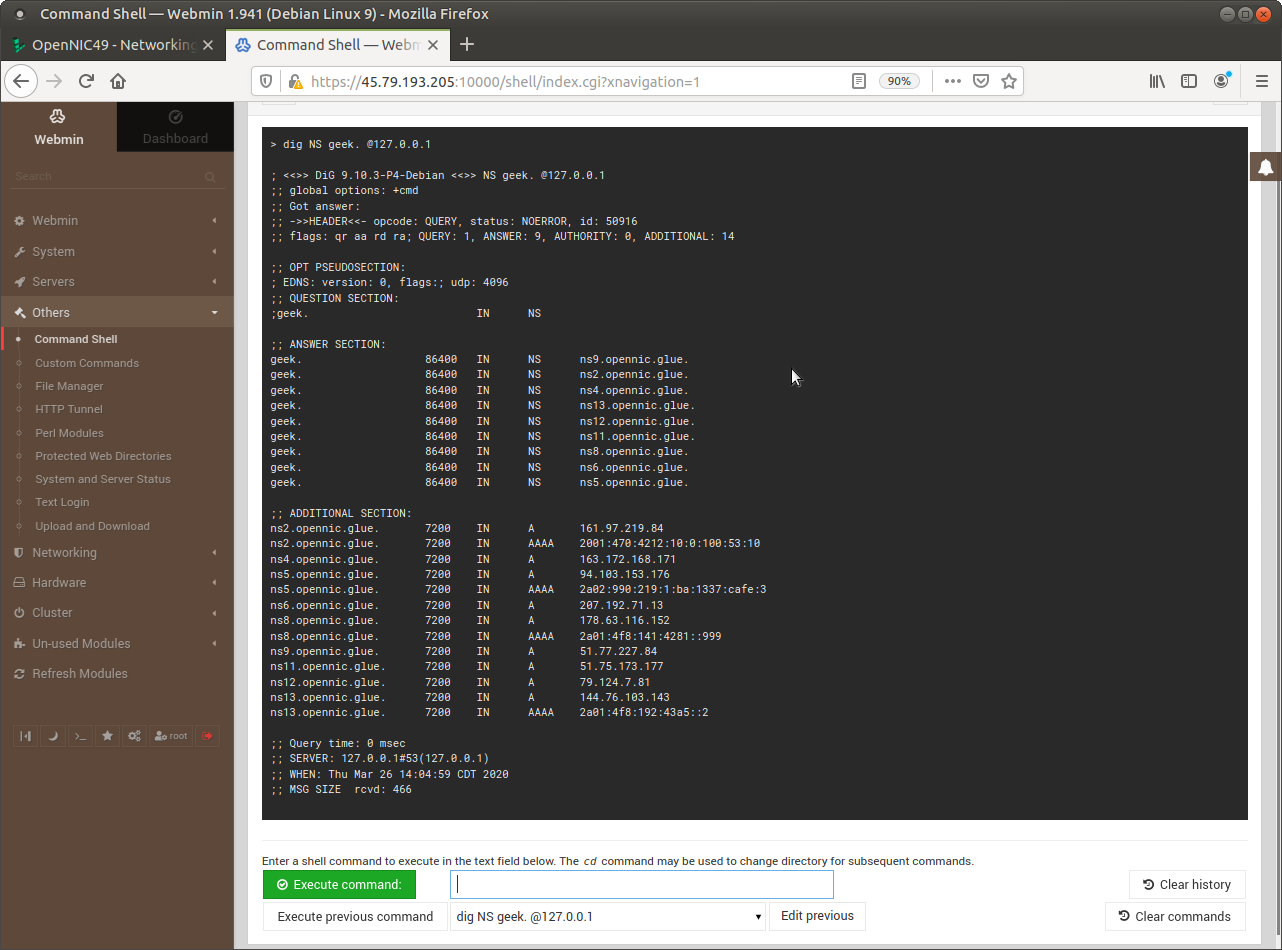 Command Shell — Webmin 1.941 (Debian Linux 9) - Mozilla Firefox
OpenNIC49 - Networking
Command Shell — Webm
https://45.79.193.205:10000/shell/index.cgi?xnavigation=1
90%
Webmin
Dashboard
Search
Webmin
System
Servers
Others
Command Shell
Custom Commands
File Manager
HTTP Tunnel
Perl Modules
Protected Web Directories
System and Server Status
Text Login
Upload and Download
Networking
Hardware
Cluster
Un-used Modules
Refresh Modules
root
> dig NS geek. @127.0.0.1
; <<>> DiG 9.10.3-P4-Debian <<>> NS geek. @127.0.0.1
;; global options: +cmd
;; Got answer:
;; ->>HEADER<<- opcode: QUERY, status: NOERROR, id: 50916
;; flags: qr aa rd ra; QUERY: 1, ANSWER: 9, AUTHORITY: 0, ADDITIONAL: 14
;; OPT PSEUDOSECTION:
; EDNS: version: 0, flags:; udp: 4096
;; QUESTION SECTION:
;geek. IN NS
;; ANSWER SECTION:
geek. 86400 IN NS ns9.opennic.glue.
geek. 86400 IN NS ns2.opennic.glue.
geek. 86400 IN NS ns4.opennic.glue.
geek. 86400 IN NS ns13.opennic.glue.
geek. 86400 IN NS ns12.opennic.glue.
geek. 86400 IN NS ns11.opennic.glue.
geek. 86400 IN NS ns8.opennic.glue.
geek. 86400 IN NS ns6.opennic.glue.
geek. 86400 IN NS ns5.opennic.glue.
;; ADDITIONAL SECTION:
ns2.opennic.glue. 7200 IN A 161.97.219.84
ns2.opennic.glue. 7200 IN AAAA 2001:470:4212:10:0:100:53:10
ns4.opennic.glue. 7200 IN A 163.172.168.171
ns5.opennic.glue. 7200 IN A 94.103.153.176
ns5.opennic.glue. 7200 IN AAAA 2a02:990:219:1:ba:1337:cafe:3
ns6.opennic.glue. 7200 IN A 207.192.71.13
ns8.opennic.glue. 7200 IN A 178.63.116.152
ns8.opennic.glue. 7200 IN AAAA 2a01:4f8:141:4281::999
ns9.opennic.glue. 7200 IN A 51.77.227.84
ns11.opennic.glue. 7200 IN A 51.75.173.177
ns12.opennic.glue. 7200 IN A 79.124.7.81
ns13.opennic.glue. 7200 IN A 144.76.103.143
ns13.opennic.glue. 7200 IN AAAA 2a01:4f8:192:43a5::2
;; Query time: 0 msec
;; SERVER: 127.0.0.1#53(127.0.0.1)
;; WHEN: Thu Mar 26 14:04:59 CDT 2020
;; MSG SIZE rcvd: 466
Enter a shell command to execute in the text field below. The cd command may be used to change directory for subsequent commands.
Execute command:
Clear history
Execute previous command
dig NS geek. @127.0.0.1
Edit previous
Clear commands